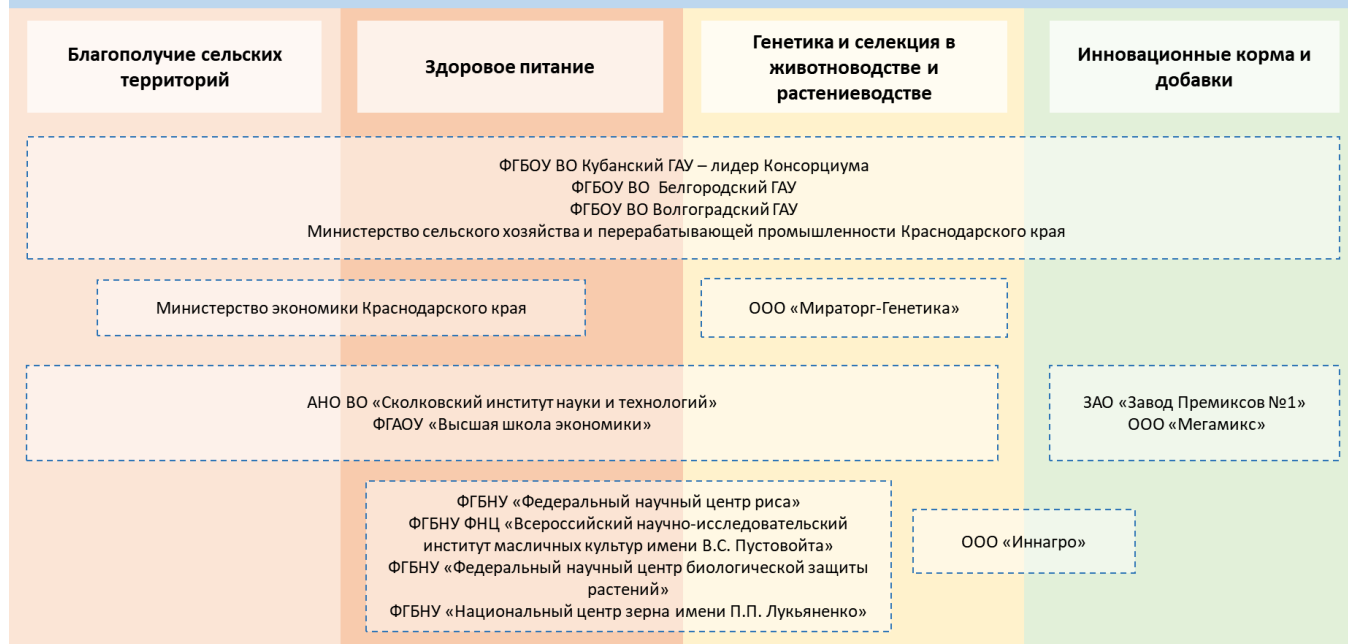 Благополучие сельских
территорий
Здоровое питание
Генетика и селекция в
животноводстве и
растениеводстве
Инновационные корма и
добавки
ФГБОУ ВО Кубанский ГАУ – лидер Консорциума
ФГБОУ ВО Белгородский ГАУ
ФГБОУ ВО Волгоградский ГАУ
Министерство сельского хозяйства и перерабатывающей промышленности Краснодарского края
Министерство экономики Краснодарского края
ООО «Мираторг-Генетика»
АНО ВО «Сколковский институт науки и технологий»
ФГАОУ «Высшая школа экономики»
ЗАО «Завод Премиксов №1»
ООО «Мегамикс»
ФГБНУ «Федеральный научный центр риса»
ФГБНУ ФНЦ «Всероссийский научно-исследовательский
институт масличных культур имени В.С. Пустовойта»
ФГБНУ «Федеральный научный центр биологической защиты
растений»
ФГБНУ «Национальный центр зерна имени П.П. Лукьяненко»
ООО «Иннагро»